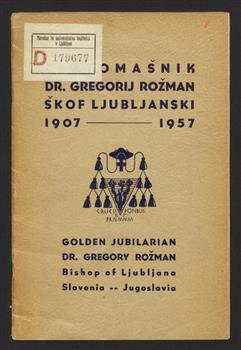 Narodna in univerzitetna knjižnica
v Ljubljani
D 179677
OMAŠNIK
DR. GREGORIJ ROŽMAN
ŠKOF LJUBLJANSKI
1907 — 1957
GOLDEN JUBILARIAN
DR. GREGORY ROŽMAN
Bishop of Ljubljana
Slovenia -- Jugoslavia